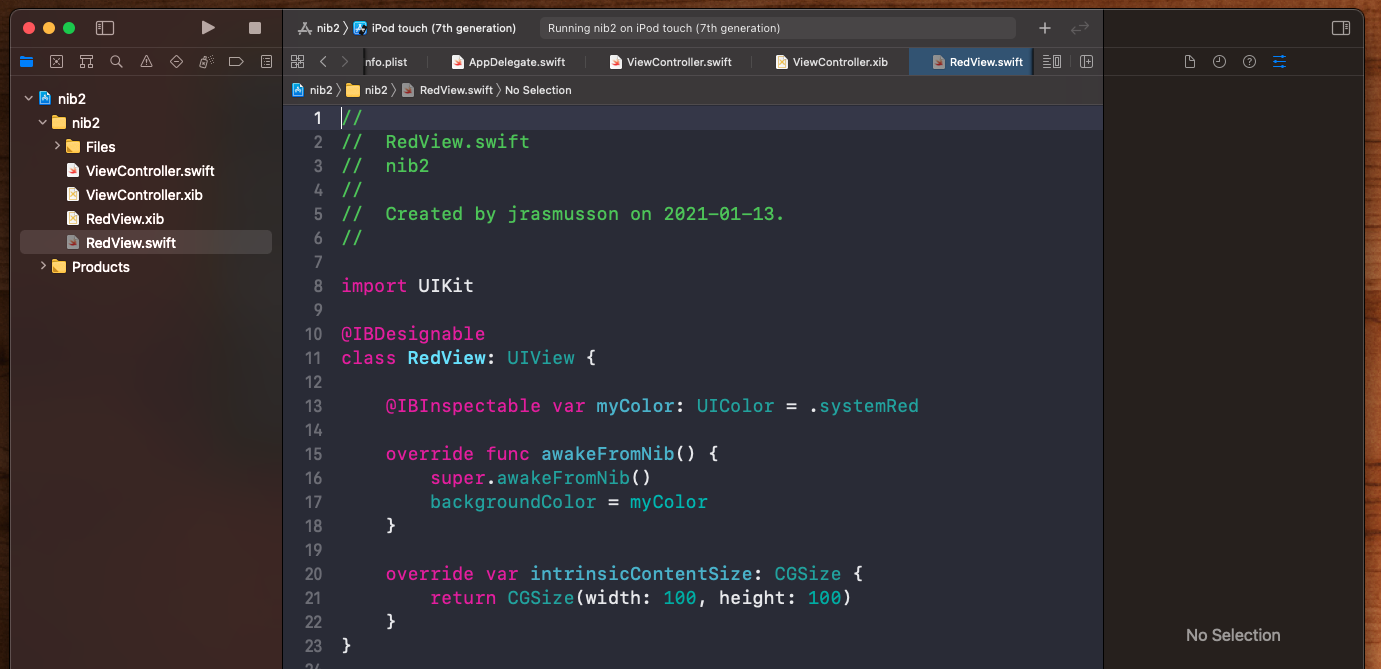 nib2 iPod touch (7th generation) Running nib2 on iPod touch (7th generation)
nfo.plist AppDelegate.swift ViewController.swift ViewController.xib RedView.swift
nib2 nib2 RedView.swift No Selection
nib2
nib2
Files
ViewController.swift
ViewController.xib
RedView.xib
RedView.swift
Products
1 //
2 //  RedView.swift
3 //  nib2
4 //
5 //  Created by jrasmusson on 2021-01-13.
6 //
7
8 import UIKit
9
10 @IBDesignable
11 class RedView: UIView {
12
13     @IBInspectable var myColor: UIColor = .systemRed
14
15     override func awakeFromNib() {
16         super.awakeFromNib()
17         backgroundColor = myColor
18     }
19
20     override var intrinsicContentSize: CGSize {
21         return CGSize(width: 100, height: 100)
22     }
23 }
No Selection